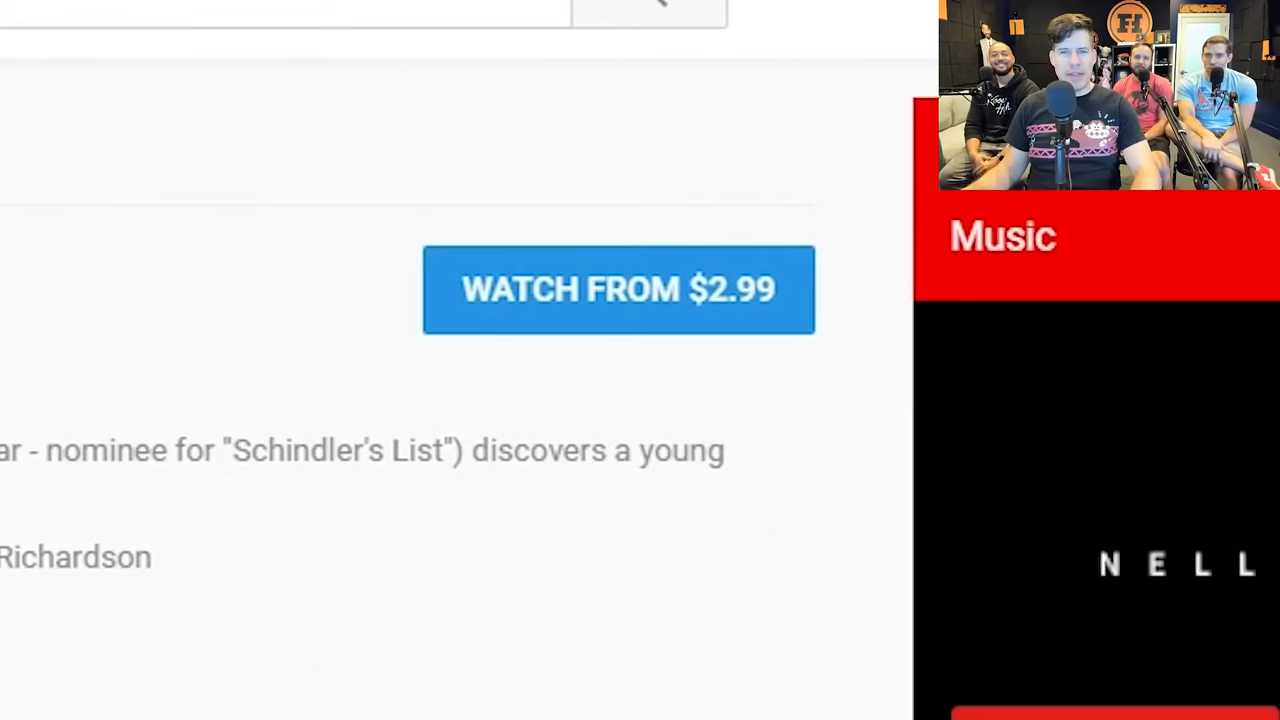 Music
WATCH FROM $2.99
ar - nominee for "Schindler's List") discovers a young
Richardson
N E L L